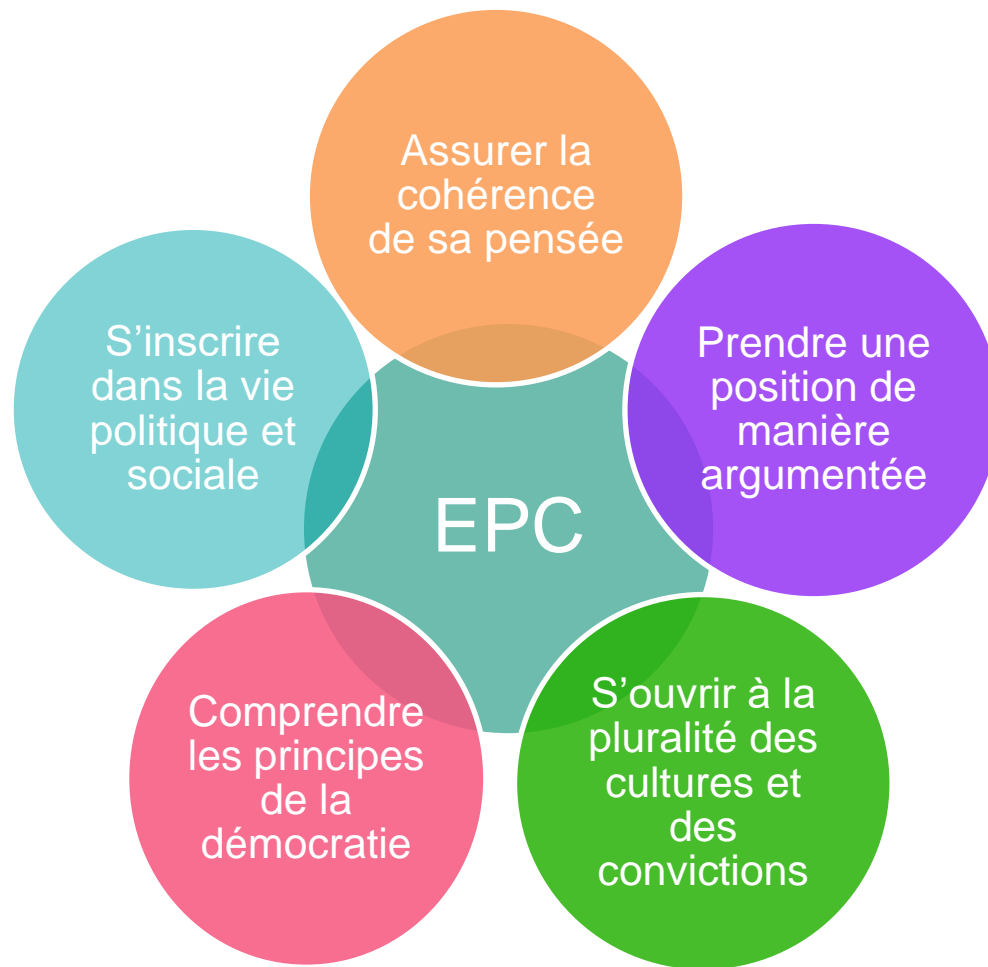 Assurer la
cohérence
de sa pensée
Prendre une
position de
manière
argumentée
S’ouvrir à la
pluralité des
cultures et
des
convictions
Comprendre
les principes
de la
démocratie
S’inscrire
dans la vie
politique et
sociale
EPC